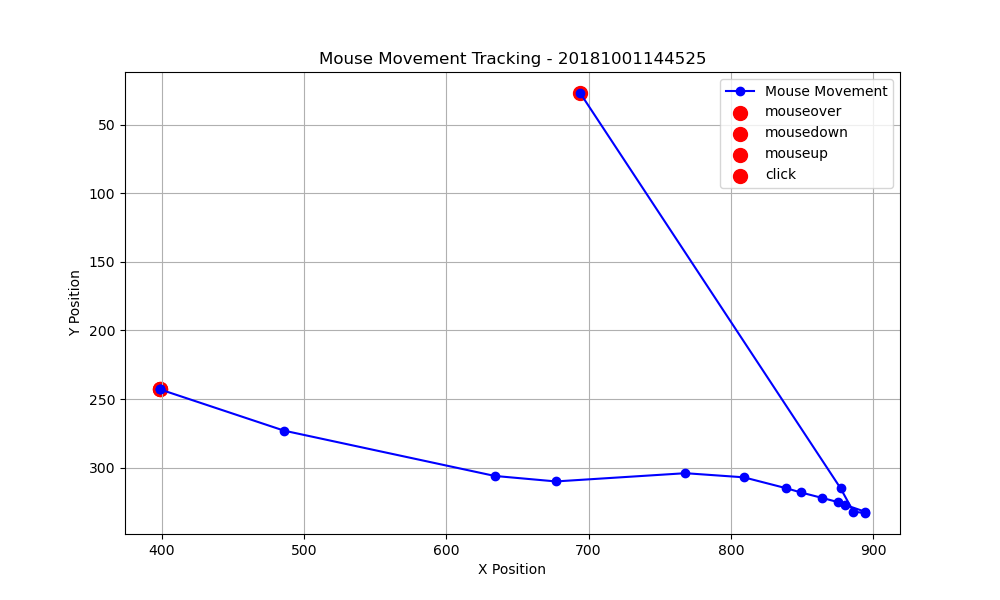 Mouse Movement Tracking - 20181001144525
Mouse Movement
mouseover
mousedown
mouseup
click
50
100
150
200
250
300
Y Position
400 500 600 700 800 900
X Position